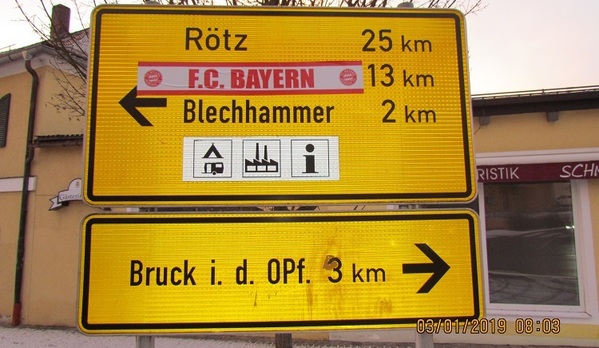 Rötz 25 km
F.C. BAYERN 13 km
Blechhammer 2 km
Bruck i. d. OPf. 3 km
RISTIK SCHM
03/01/2019 08:03